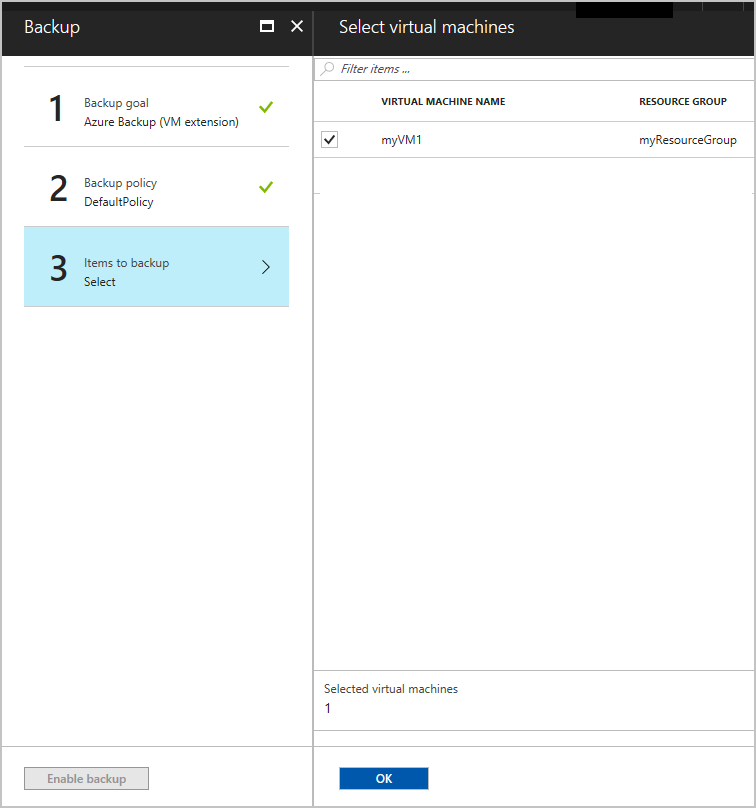 Backup
1
Backup goal
Azure Backup (VM extension)
2
Backup policy
DefaultPolicy
3
Items to backup
Select
Enable backup
Select virtual machines
Filter items ...
VIRTUAL MACHINE NAME RESOURCE GROUP
myVM1 myResourceGroup
Selected virtual machines
1
OK